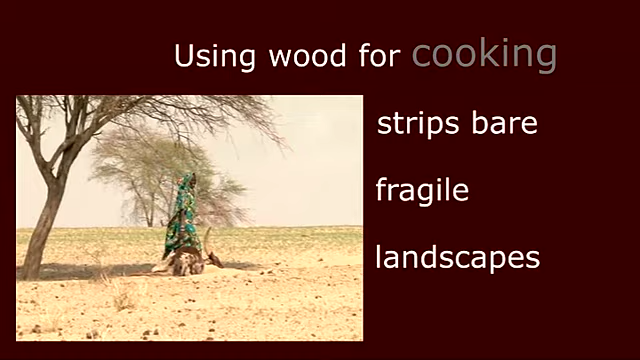 Using wood for cooking
strips bare
fragile
landscapes